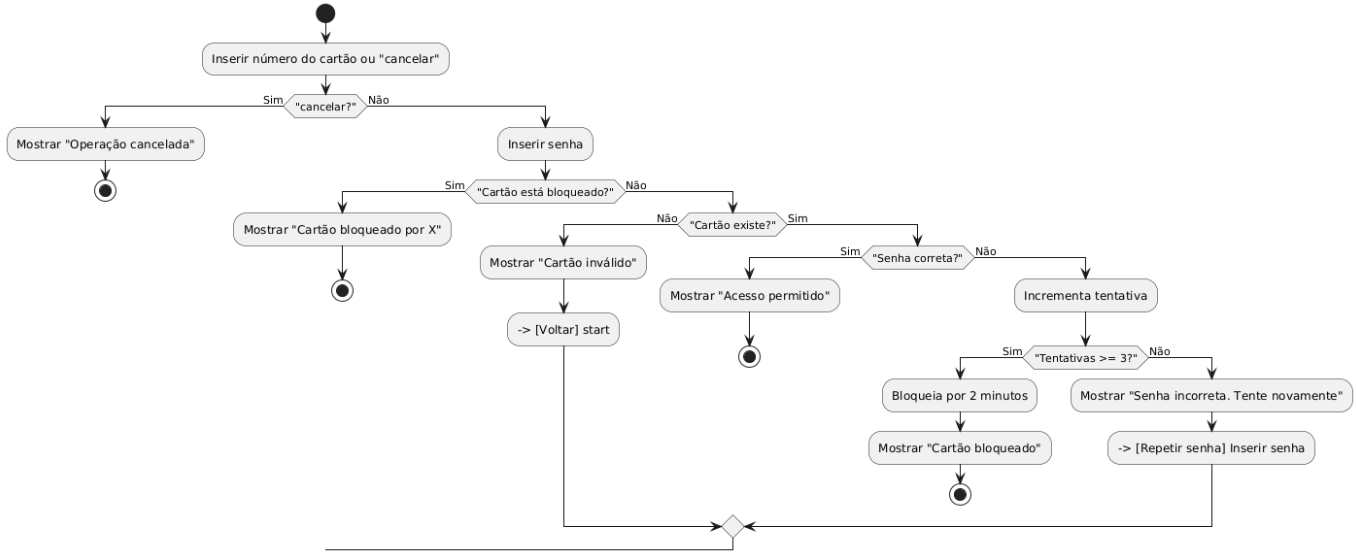 Inserir número do cartão ou "cancelar"
Sim
"cancelar?"
Não
Mostrar "Operação cancelada"
Inserir senha
Sim
"Cartão está bloqueado?"
Não
Mostrar "Cartão bloqueado por X"
Não
"Cartão existe?"
Sim
Mostrar "Cartão inválido"
-> [Voltar] start
Sim
"Senha correta?"
Não
Mostrar "Acesso permitido"
Incrementa tentativa
Sim
"Tentativas >= 3?"
Não
Bloqueia por 2 minutos
Mostrar "Cartão bloqueado"
Mostrar "Senha incorreta. Tente novamente"
-> [Repetir senha] Inserir senha